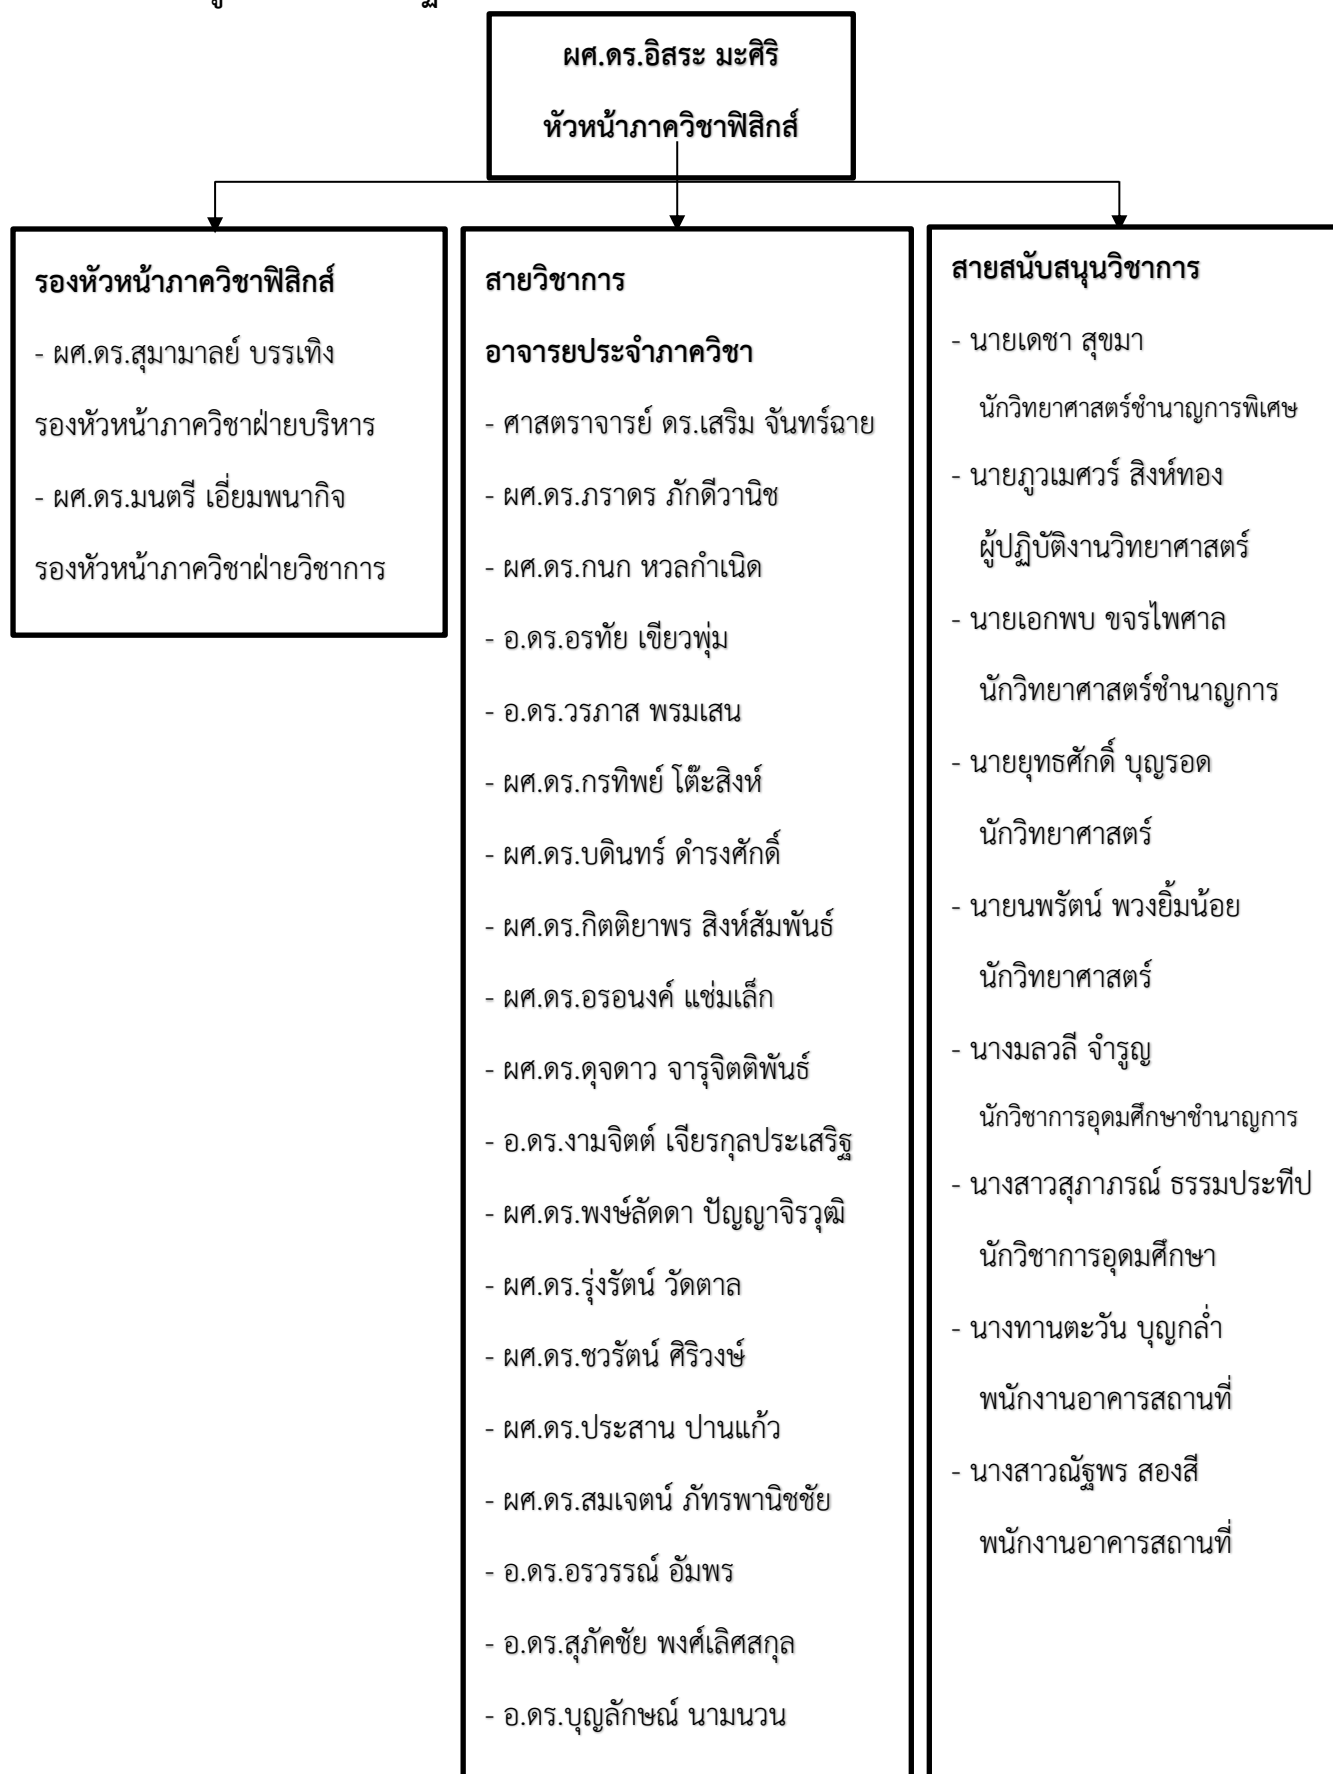 ผศ.ดร.อิสระ มะศิริ
หัวหน้าภาควิชาฟิสิกส์
รองหัวหน้าภาควิชาฟิสิกส์
- ผศ.ดร.สุมามาลย์ บรรเทิง
รองหัวหน้าภาควิชาฝ่ายบริหาร
- ผศ.ดร.มนตรี เอี่ยมพนากิจ
รองหัวหน้าภาควิชาฝ่ายวิชาการ
สายวิชาการ
อาจารยประจำภาควิชา
- ศาสตราจารย์ ดร.เสริม จันทร์ฉาย
- ผศ.ดร.ภราดร ภักดีวานิช
- ผศ.ดร.กนก หวลกำเนิด
- อ.ดร.อรทัย เขียวพุ่ม
- อ.ดร.วรภาส พรมเสน
- ผศ.ดร.กรทิพย์ โต๊ะสิงห์
- ผศ.ดร.บดินทร์ ดำรงศักดิ์
- ผศ.ดร.กิตติยาพร สิงห์สัมพันธ์
- ผศ.ดร.อรอนงค์ แช่มเล็ก
- ผศ.ดร.ดุจดาว จารุจิตติพันธ์
- อ.ดร.งามจิตต์ เจียรกุลประเสริฐ
- ผศ.ดร.พงษ์ลัดดา ปัญญาจิรวุฒิ
- ผศ.ดร.รุ่งรัตน์ วัดตาล
- ผศ.ดร.ชวรัตน์ ศิริวงษ์
- ผศ.ดร.ประสาน ปานแก้ว
- ผศ.ดร.สมเจตน์ ภัทรพานิชชัย
- อ.ดร.อรวรรณ์ อัมพร
- อ.ดร.สุภัคชัย พงศ์เลิศสกุล
- อ.ดร.บุญลักษณ์ นามนวน
สายสนับสนุนวิชาการ
- นายเดชา สุขมา
นักวิทยาศาสตร์ชำนาญการพิเศษ
- นายภูวเมศวร์ สิงห์ทอง
ผู้ปฏิบัติงานวิทยาศาสตร์
- นายเอกพบ ขจรไพศาล
นักวิทยาศาสตร์ชำนาญการ
- นายยุทธศักดิ์ บุญรอด
นักวิทยาศาสตร์
- นายนพรัตน์ พวงยิ้มน้อย
นักวิทยาศาสตร์
- นางมลวลี จำรูญ
นักวิชาการอุดมศึกษาชำนาญการ
- นางสาวสุภาภรณ์ ธรรมประทีป
นักวิชาการอุดมศึกษา
- นางทานตะวัน บุญกล่ำ
พนักงานอาคารสถานที่
- นางสาวณัฐพร สองสี
พนักงานอาคารสถานที่